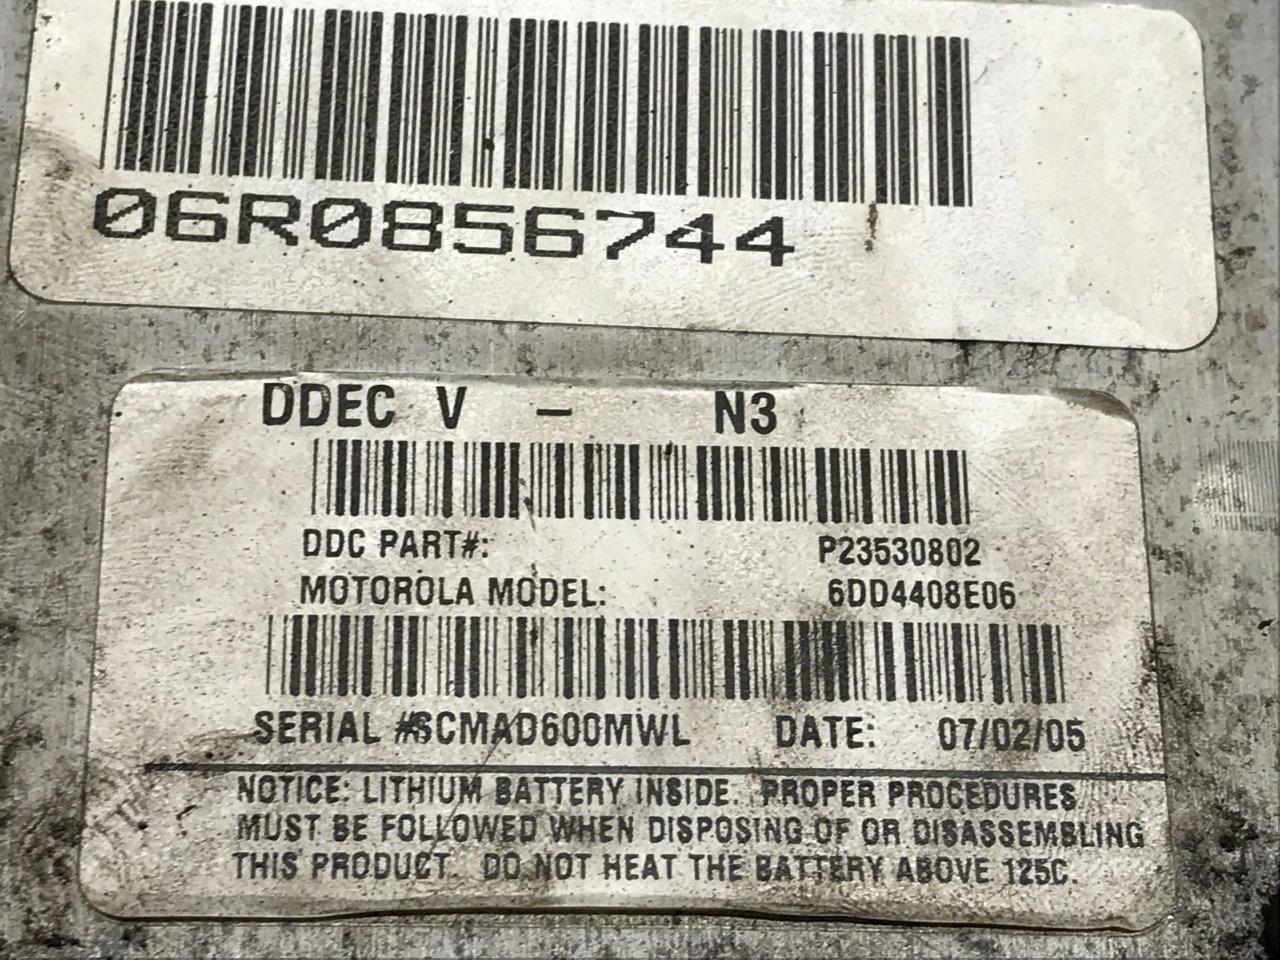 06R0856744
DDEC V - N3
DDC PART#: P23530802
MOTOROLA MODEL: 6DD4408E06
SERIAL #SCMAD600MWL DATE: 07/02/05
NOTICE: LITHIUM BATTERY INSIDE. PROPER PROCEDURES
MUST BE FOLLOWED WHEN DISPOSING OF OR DISASSEMBLING
THIS PRODUCT. DO NOT HEAT THE BATTERY ABOVE 125C.